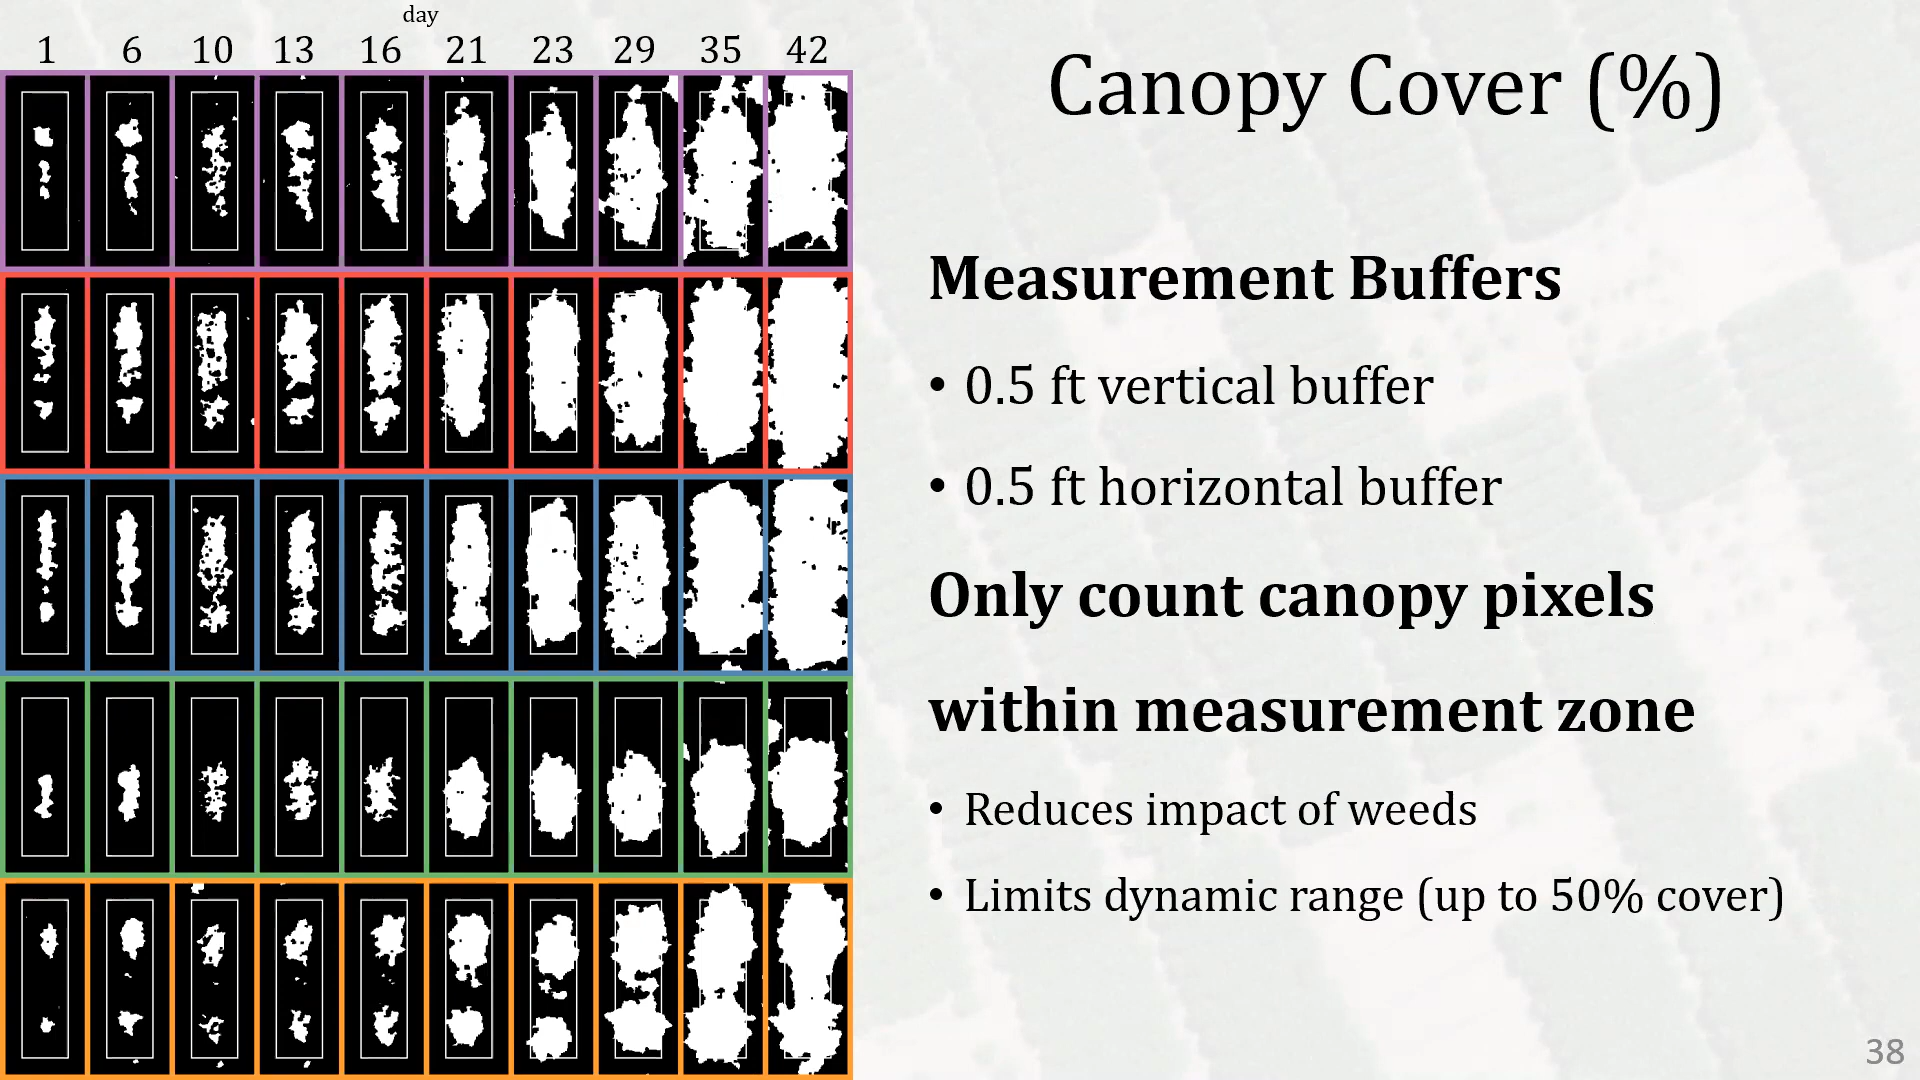 day
1 6 10 13 16 21 23 29 35 42
Canopy Cover (%)
Measurement Buffers
• 0.5 ft vertical buffer
• 0.5 ft horizontal buffer
Only count canopy pixels
within measurement zone
• Reduces impact of weeds
• Limits dynamic range (up to 50% cover)
38